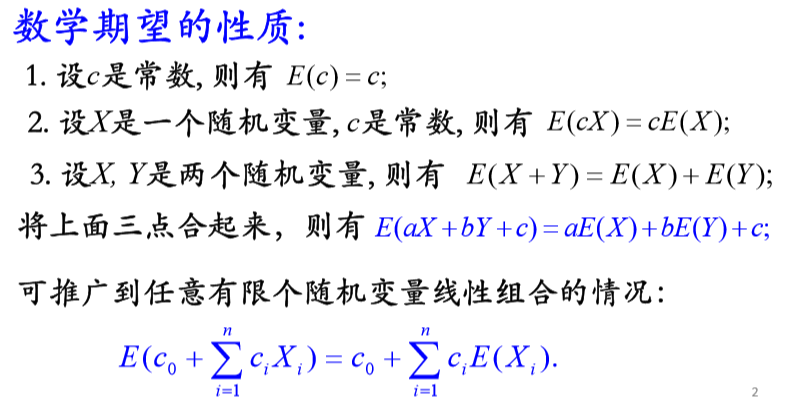 数学期望的性质:
1. 设c是常数, 则有 E(c) = c;
2. 设X是一个随机变量, c是常数, 则有 E(cX) = cE(X);
3. 设X, Y是两个随机变量, 则有 E(X + Y) = E(X) + E(Y);
将上面三点合起来，则有 E(aX + bY + c) = aE(X) + bE(Y) + c;
可推广到任意有限个随机变量线性组合的情况：
E(c₀ + ∑ᵢ₌₁ⁿ cᵢXᵢ) = c₀ + ∑ᵢ₌₁ⁿ cᵢE(Xᵢ).
2